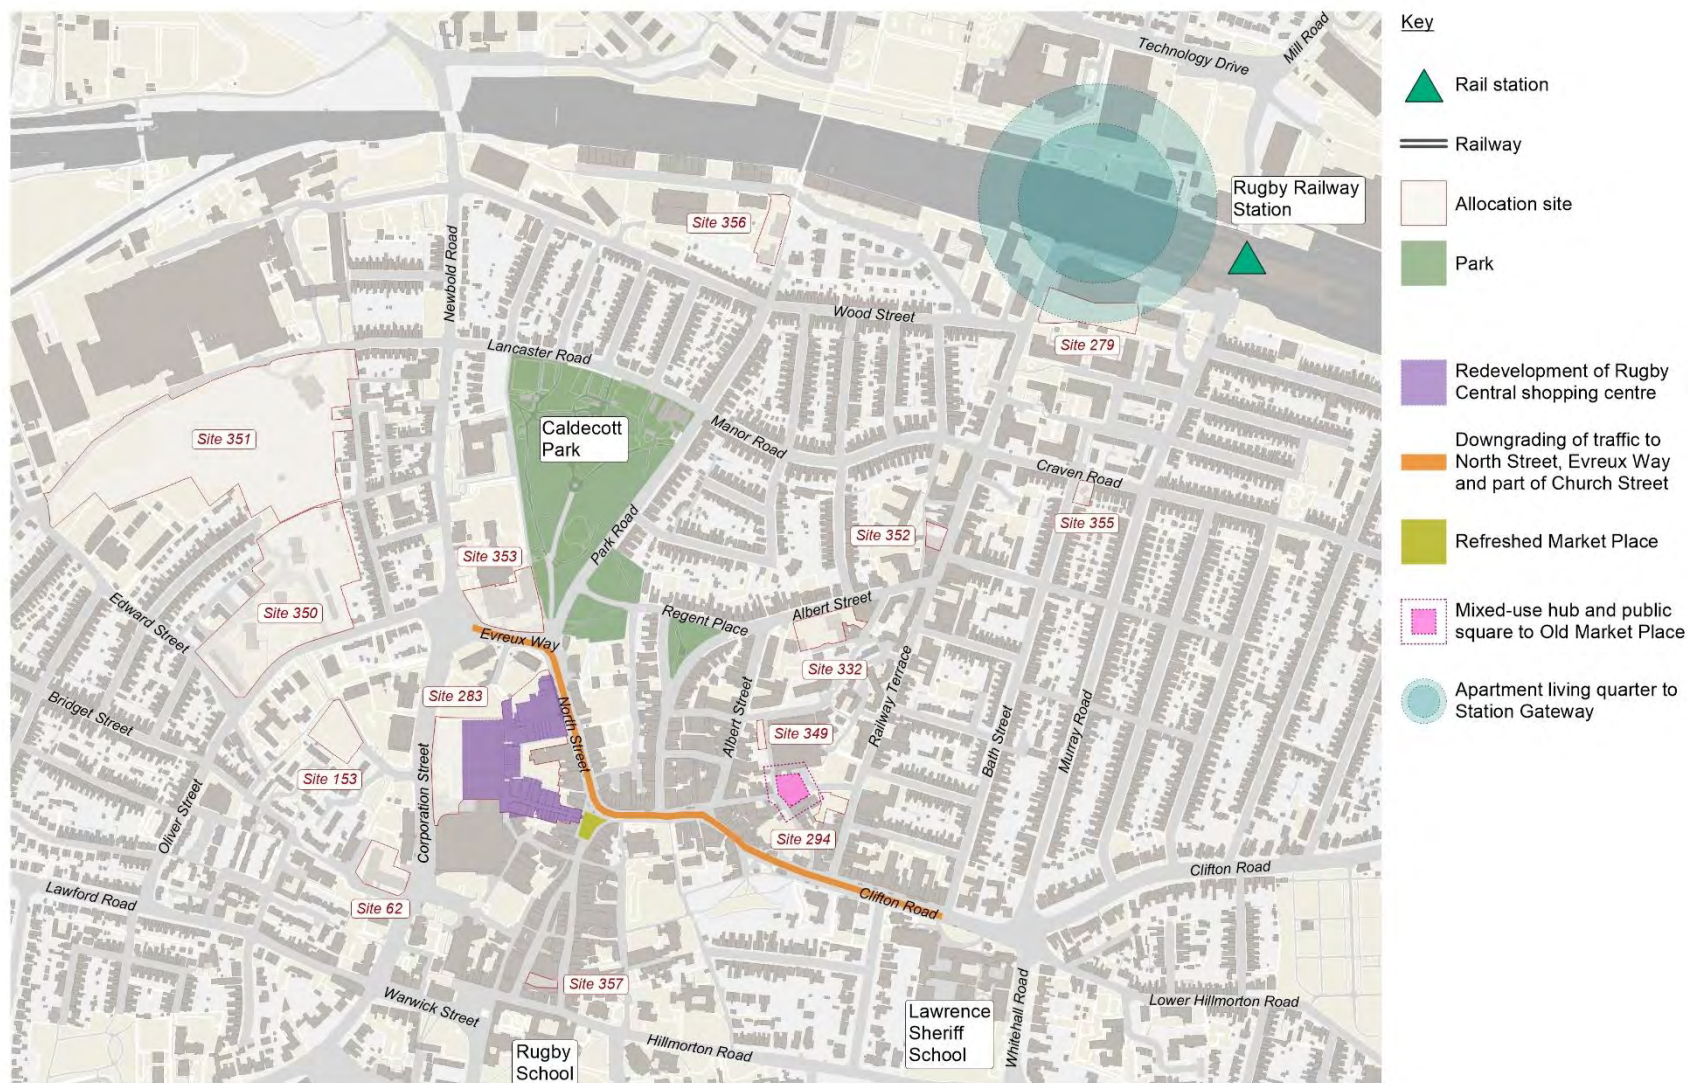 Technology Drive
Mill Road
Rugby Railway
Station
Site 356
Newbold Road
Wood Street
Site 279
Lancaster Road
Site 351
Caldecott
Park
Manor Road
Craven Road
Site 355
Site 352
Park Road
Site 353
Edward Street
Site 350
Evreux Way
Regent Place
Albert Street
Site 332
Bridget Street
Site 283
North Street
Albert Street
Railway Terrace
Bath Street
Murray Road
Site 349
Site 153
Oliver Street
Corporation Street
Site 294
Clifton Road
Clifton Road
Lawford Road
Site 62
Site 357
Warwick Street
Hillmorton Road
Rugby
School
Lawrence
Sheriff
School
Whitehall Road
Lower Hillmorton Road
Key
Rail station
Railway
Allocation site
Park
Redevelopment of Rugby
Central shopping centre
Downgrading of traffic to
North Street, Evreux Way
and part of Church Street
Refreshed Market Place
Mixed-use hub and public
square to Old Market Place
Apartment living quarter to
Station Gateway